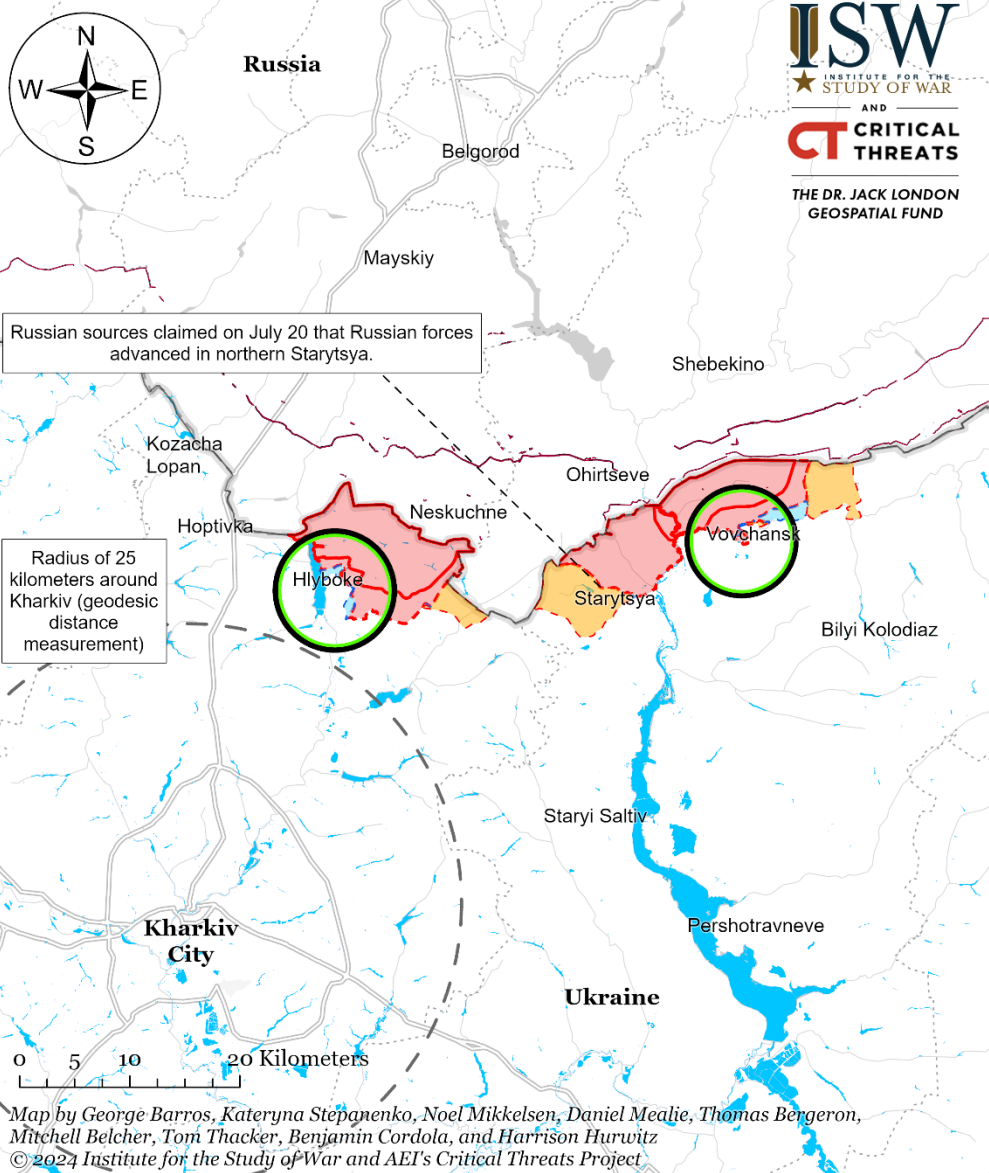 N
W E
S
Russia
ISW
INSTITUTE FOR THE
STUDY OF WAR
AND
CT CRITICAL
THREATS
THE DR. JACK LONDON
GEOSPATIAL FUND
Belgorod
Mayskiy
Russian sources claimed on July 20 that Russian forces
advanced in northern Starytsya.
Shebekino
Kozacha
Lopan
Ohirtseve
Neskuchne
Hoptivka
Vovchansk
Radius of 25
kilometers around
Kharkiv (geodesic
distance
measurement)
Hlyboke
Starytsya
Bilyi Kolodiaz
Staryi Saltiv
Pershotravneve
Kharkiv
City
Ukraine
0 5 10 20 Kilometers
Map by George Barros, Kateryna Stepanenko, Noel Mikkelsen, Daniel Mealie, Thomas Bergeron,
Mitchell Belcher, Tom Thacker, Benjamin Cordola, and Harrison Hurwitz
© 2024 Institute for the Study of War and AEI's Critical Threats Project